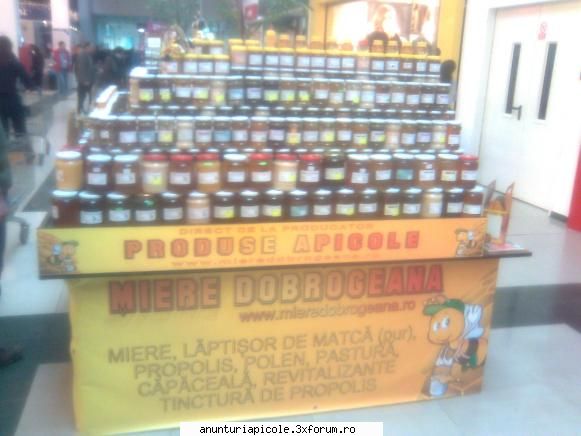 DIRECT DE LA PRODUCATOR
PRODUSE APICOLE
www.mieredobrogeana.ro
MIERE DOBROGEANA
www.mieredobrogeana.ro
MIERE, LĂPTIȘOR DE MATCĂ (pur),
PROPOLIS, POLEN, PASTURĂ,
CĂPĂCEALĂ, REVITALIZANTE
TINCTURĂ DE PROPOLIS
anunturiapicole.3xforum.ro